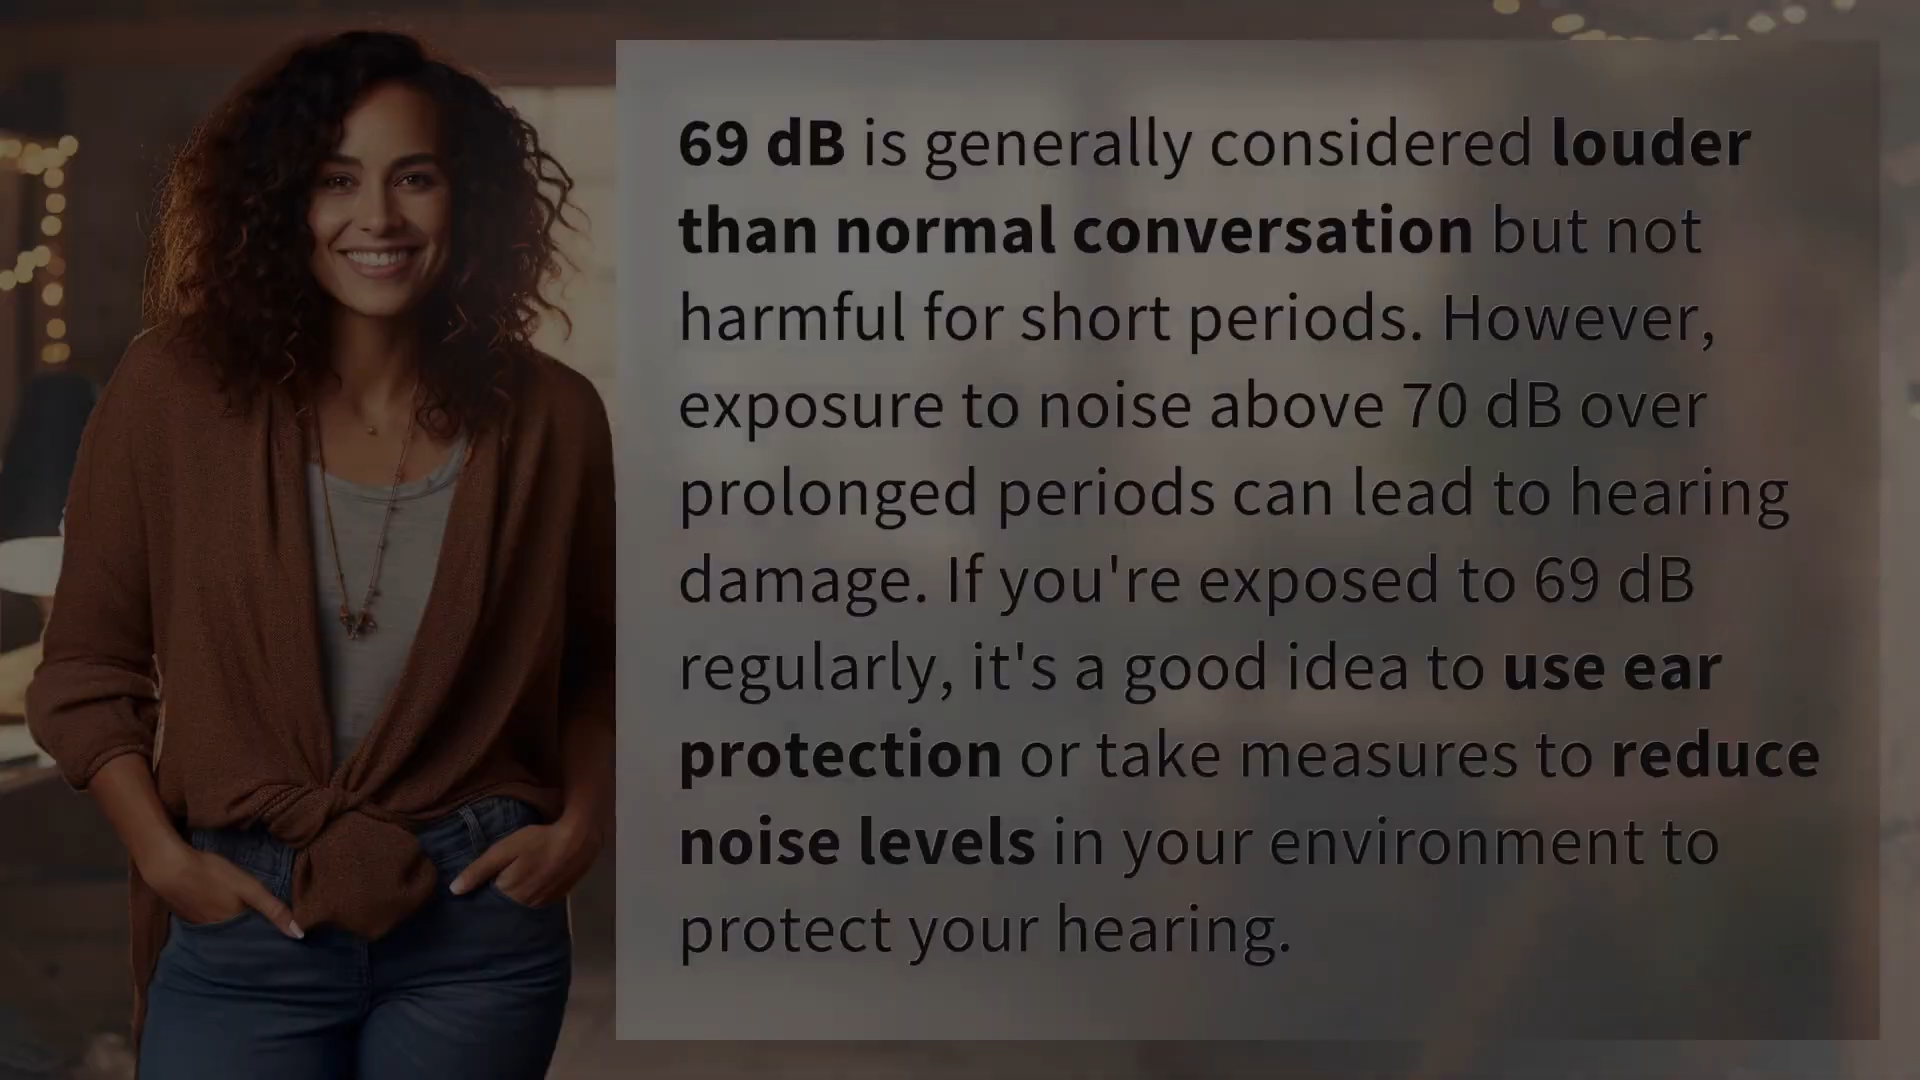 69 dB is generally considered louder
than normal conversation but not
harmful for short periods. However,
exposure to noise above 70 dB over
prolonged periods can lead to hearing
damage. If you're exposed to 69 dB
regularly, it's a good idea to use ear
protection or take measures to reduce
noise levels in your environment to
protect your hearing.